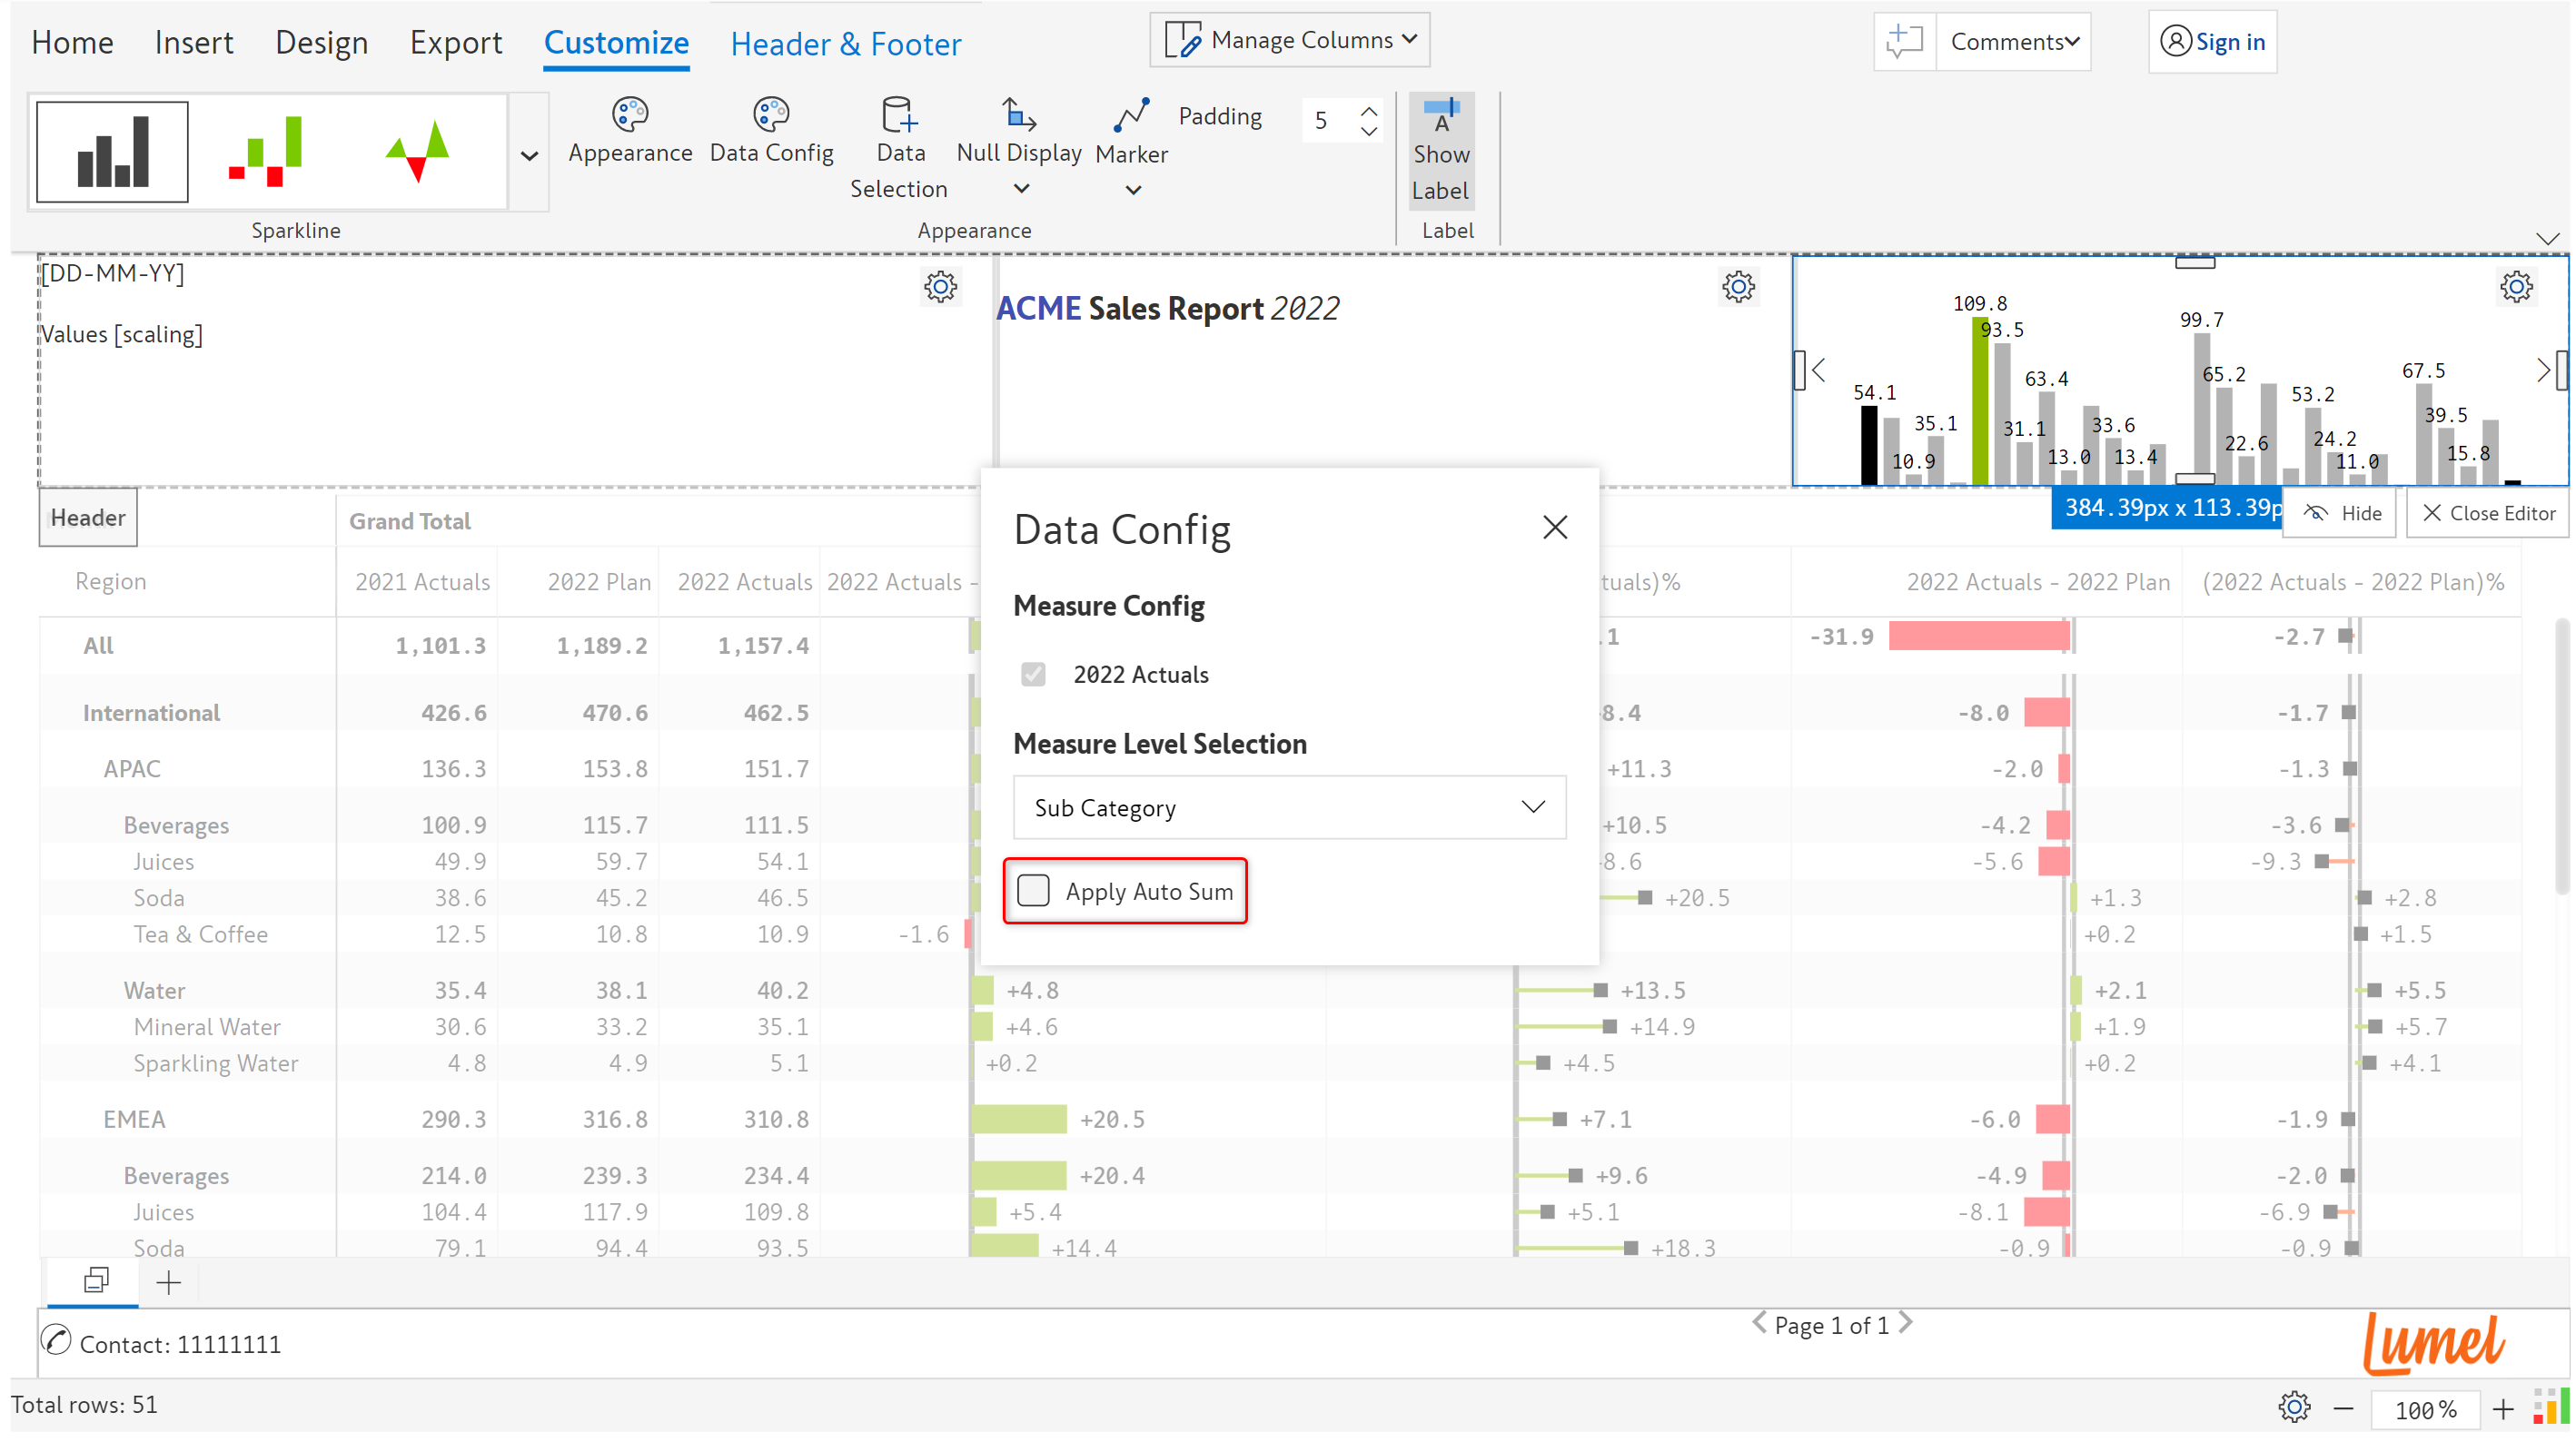 Home Insert Design Export Customize Header & Footer Manage Columns Comments Sign in
Appearance Data Config Data Selection Null Display Marker Padding 5 Show Label
Sparkline Appearance Label
[DD-MM-YY]
Values [scaling]
ACME Sales Report 2022
109.8
93.5
99.7
54.1
35.1
10.9
63.4
31.1
13.0
33.6
13.4
65.2
22.6
53.2
24.2
11.0
67.5
39.5
15.8
384.39px x 113.39p
Hide
Close Editor
Header
Grand Total
Region 2021 Actuals 2022 Plan 2022 Actuals 2022 Actuals - tuals)% 2022 Actuals - 2022 Plan (2022 Actuals - 2022 Plan)%
All 1,101.3 1,189.2 1,157.4 .1 -31.9 -2.7
International 426.6 470.6 462.5 8.4 -8.0 -1.7
APAC 136.3 153.8 151.7 +11.3 -2.0 -1.3
Beverages 100.9 115.7 111.5 +10.5 -4.2 -3.6
Juices 49.9 59.7 54.1 8.6 -5.6 -9.3
Soda 38.6 45.2 46.5 +20.5 +1.3 +2.8
Tea & Coffee 12.5 10.8 10.9 -1.6 +0.2 +1.5
Water 35.4 38.1 40.2 +4.8 +13.5 +2.1 +5.5
Mineral Water 30.6 33.2 35.1 +4.6 +14.9 +1.9 +5.7
Sparkling Water 4.8 4.9 5.1 +0.2 +4.5 +0.2 +4.1
EMEA 290.3 316.8 310.8 +20.5 +7.1 -6.0 -1.9
Beverages 214.0 239.3 234.4 +20.4 +9.6 -4.9 -2.0
Juices 104.4 117.9 109.8 +5.4 +5.1 -8.1 -6.9
Soda 79.1 94.4 93.5 +14.4 +18.3 -0.9 -0.9
Data Config
Measure Config
2022 Actuals
Measure Level Selection
Sub Category
Apply Auto Sum
Contact: 11111111
Page 1 of 1
Lumel
Total rows: 51
100%